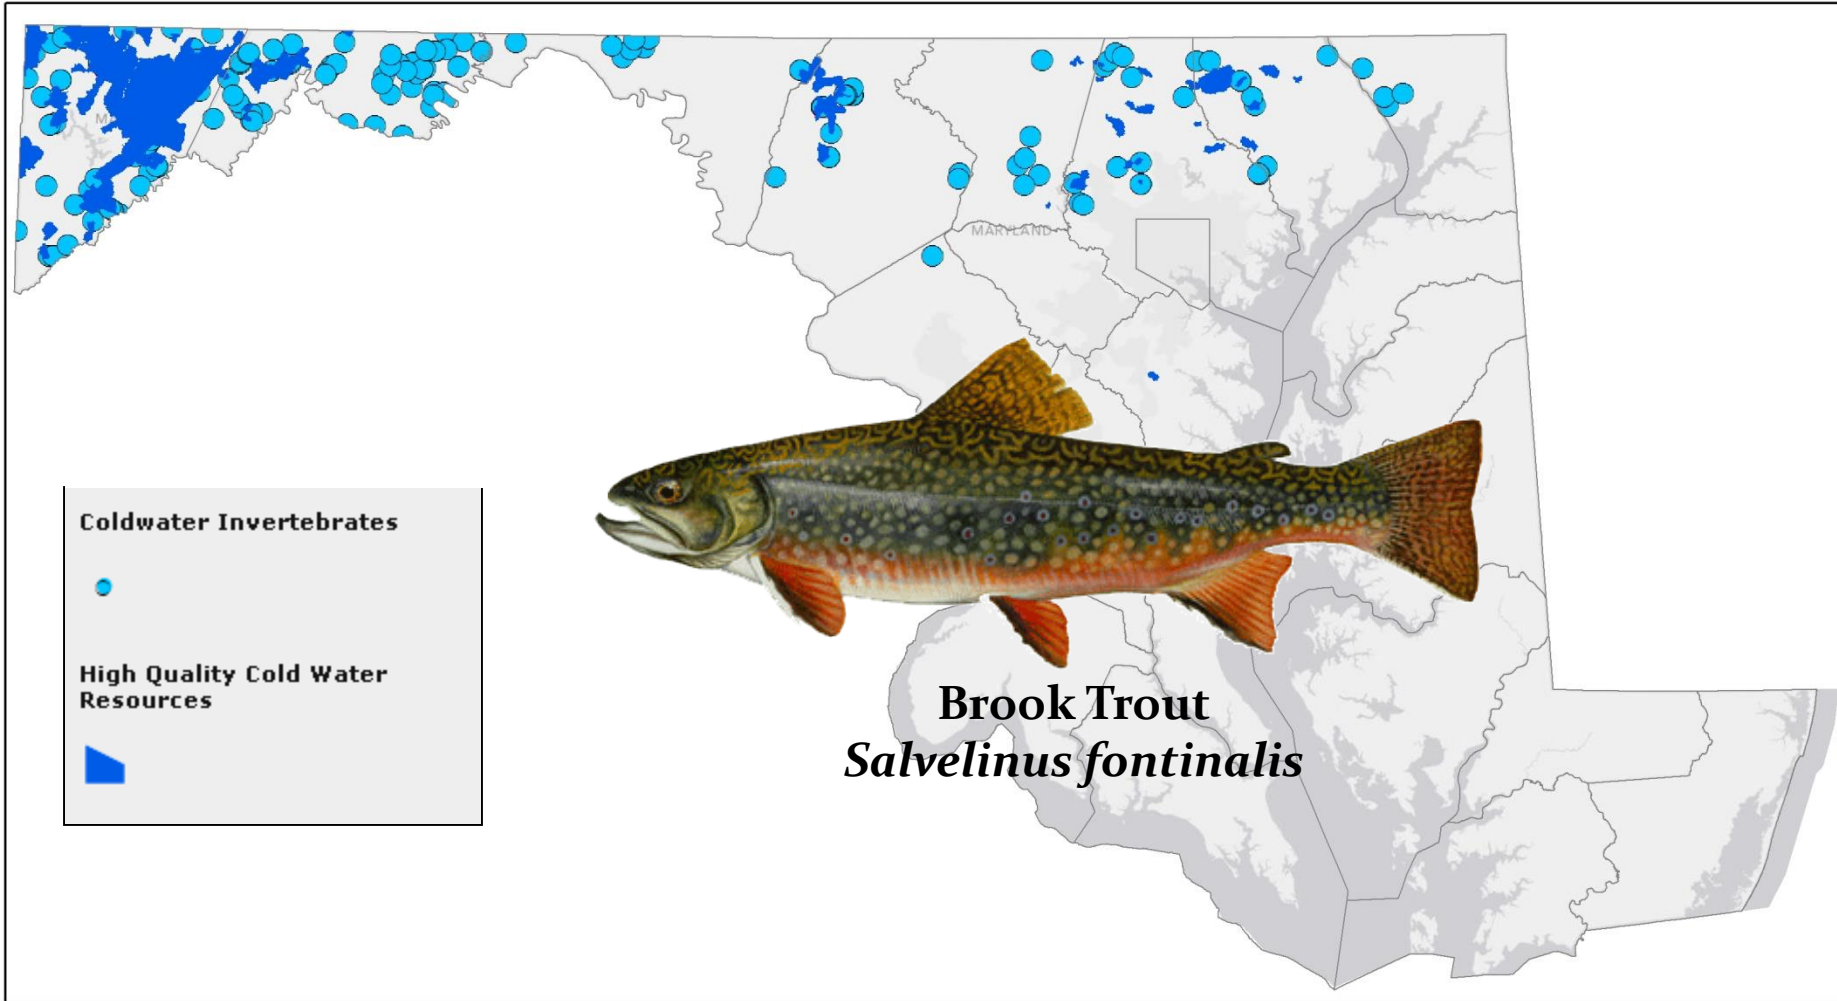 MARYLAND
Coldwater Invertebrates
High Quality Cold Water
Resources
Brook Trout
Salvelinus fontinalis